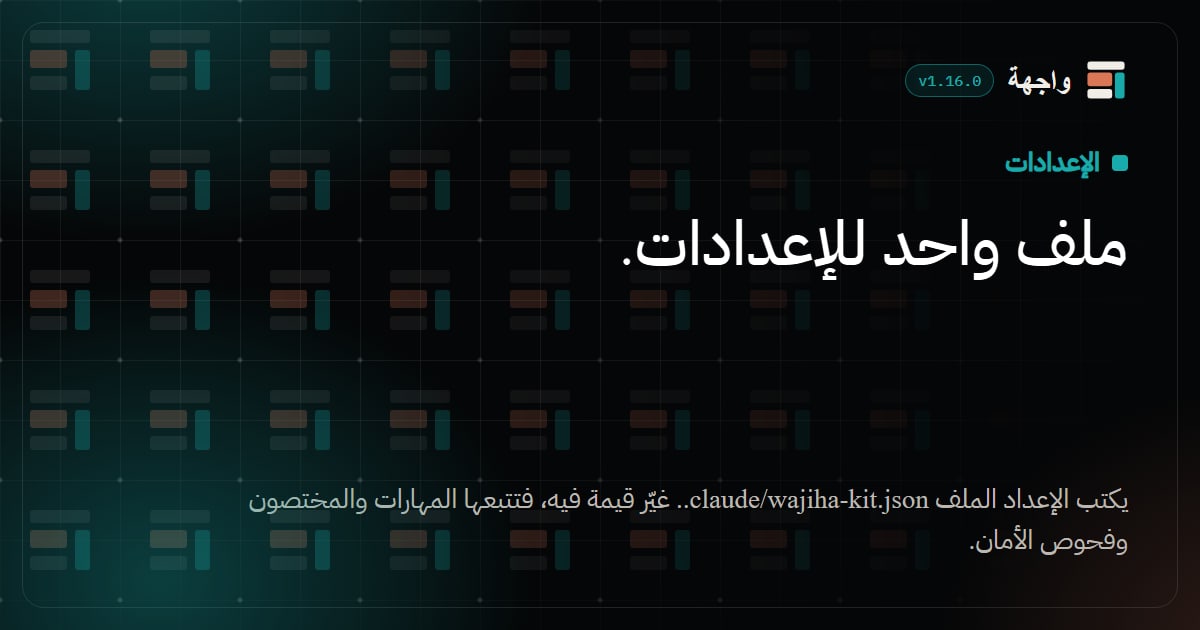 واجهة v1.16.0
الإعدادات
ملف واحد للإعدادات.
يكتب الإعداد الملف claude/wajiha-kit.json.. غيّر قيمة فيه، فتتبعها المهارات والمختصون
وفحوص الأمان.